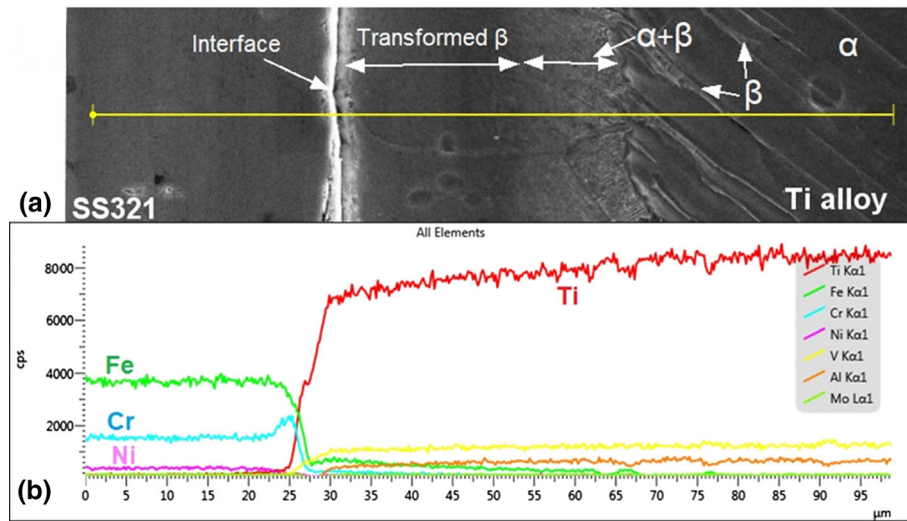 (a)
Interface
Transformed β
α+β
α
β
SS321
Ti alloy
(b)
All Elements
cps
8000
6000
4000
2000
Fe
Cr
Ni
Ti
Ti Kα1
Fe Kα1
Cr Kα1
Ni Kα1
V Kα1
Al Kα1
Mo Lα1
0 5 10 15 20 25 30 35 40 45 50 55 60 65 70 75 80 85 90 95
µm